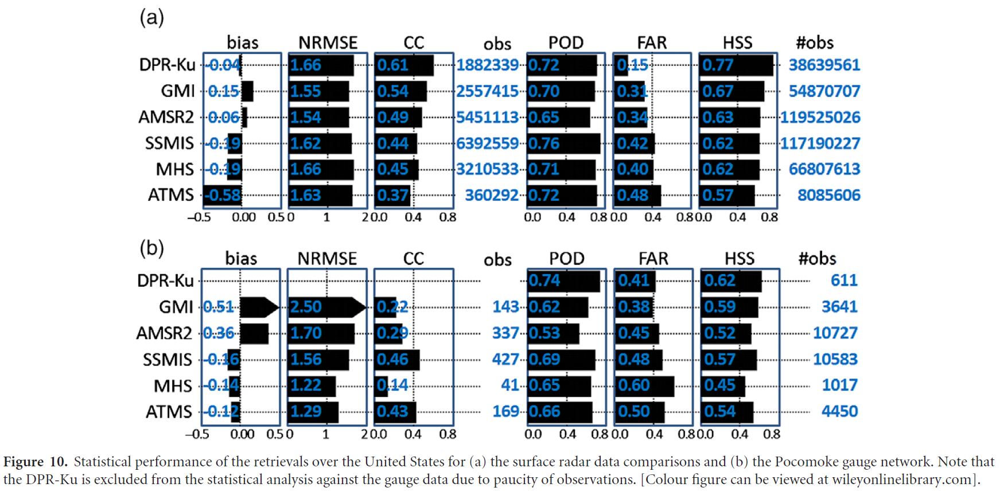 (a)
bias NRMSE CC obs POD FAR HSS #obs
DPR-Ku -0.04 1.66 0.61 1882339 0.72 0.15 0.77 38639561
GMI 0.15 1.55 0.54 2557415 0.70 0.31 0.67 54870707
AMSR2 0.06 1.54 0.49 5451113 0.65 0.34 0.63 119525026
SSMIS -0.19 1.62 0.44 6392559 0.76 0.42 0.62 117190227
MHS -0.19 1.66 0.45 3210533 0.71 0.40 0.62 66807613
ATMS -0.58 1.63 0.37 360292 0.72 0.48 0.57 8085606
−0.5 0.00 0.5 0 1 2 0.0 0.4 0.8 0.0 0.4 0.8 0.0 0.4 0.8 0.0 0.4 0.8
(b)
bias NRMSE CC obs POD FAR HSS #obs
DPR-Ku 0.74 0.41 0.62 611
GMI 0.51 2.50 0.22 143 0.62 0.38 0.59 3641
AMSR2 0.36 1.70 0.29 337 0.53 0.45 0.52 10727
SSMIS -0.16 1.56 0.46 427 0.69 0.48 0.57 10583
MHS -0.14 1.22 0.14 41 0.65 0.60 0.45 1017
ATMS -0.12 1.29 0.43 169 0.66 0.50 0.54 4450
−0.5 0.00 0.5 0 1 2 0.0 0.4 0.8 0.0 0.4 0.8 0.0 0.4 0.8 0.0 0.4 0.8
Figure 10. Statistical performance of the retrievals over the United States for (a) the surface radar data comparisons and (b) the Pocomoke gauge network. Note that
the DPR-Ku is excluded from the statistical analysis against the gauge data due to paucity of observations. [Colour figure can be viewed at wileyonlinelibrary.com].